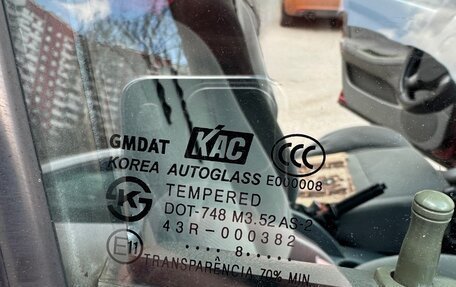 GMDAT KAC CCC
KOREA AUTOGLASS E000008
TEMPERED
DOT-748 M3.52 AS-2
43R-000382
E11 .... 8.....
TRANSPARÊNCIA 70% MIN